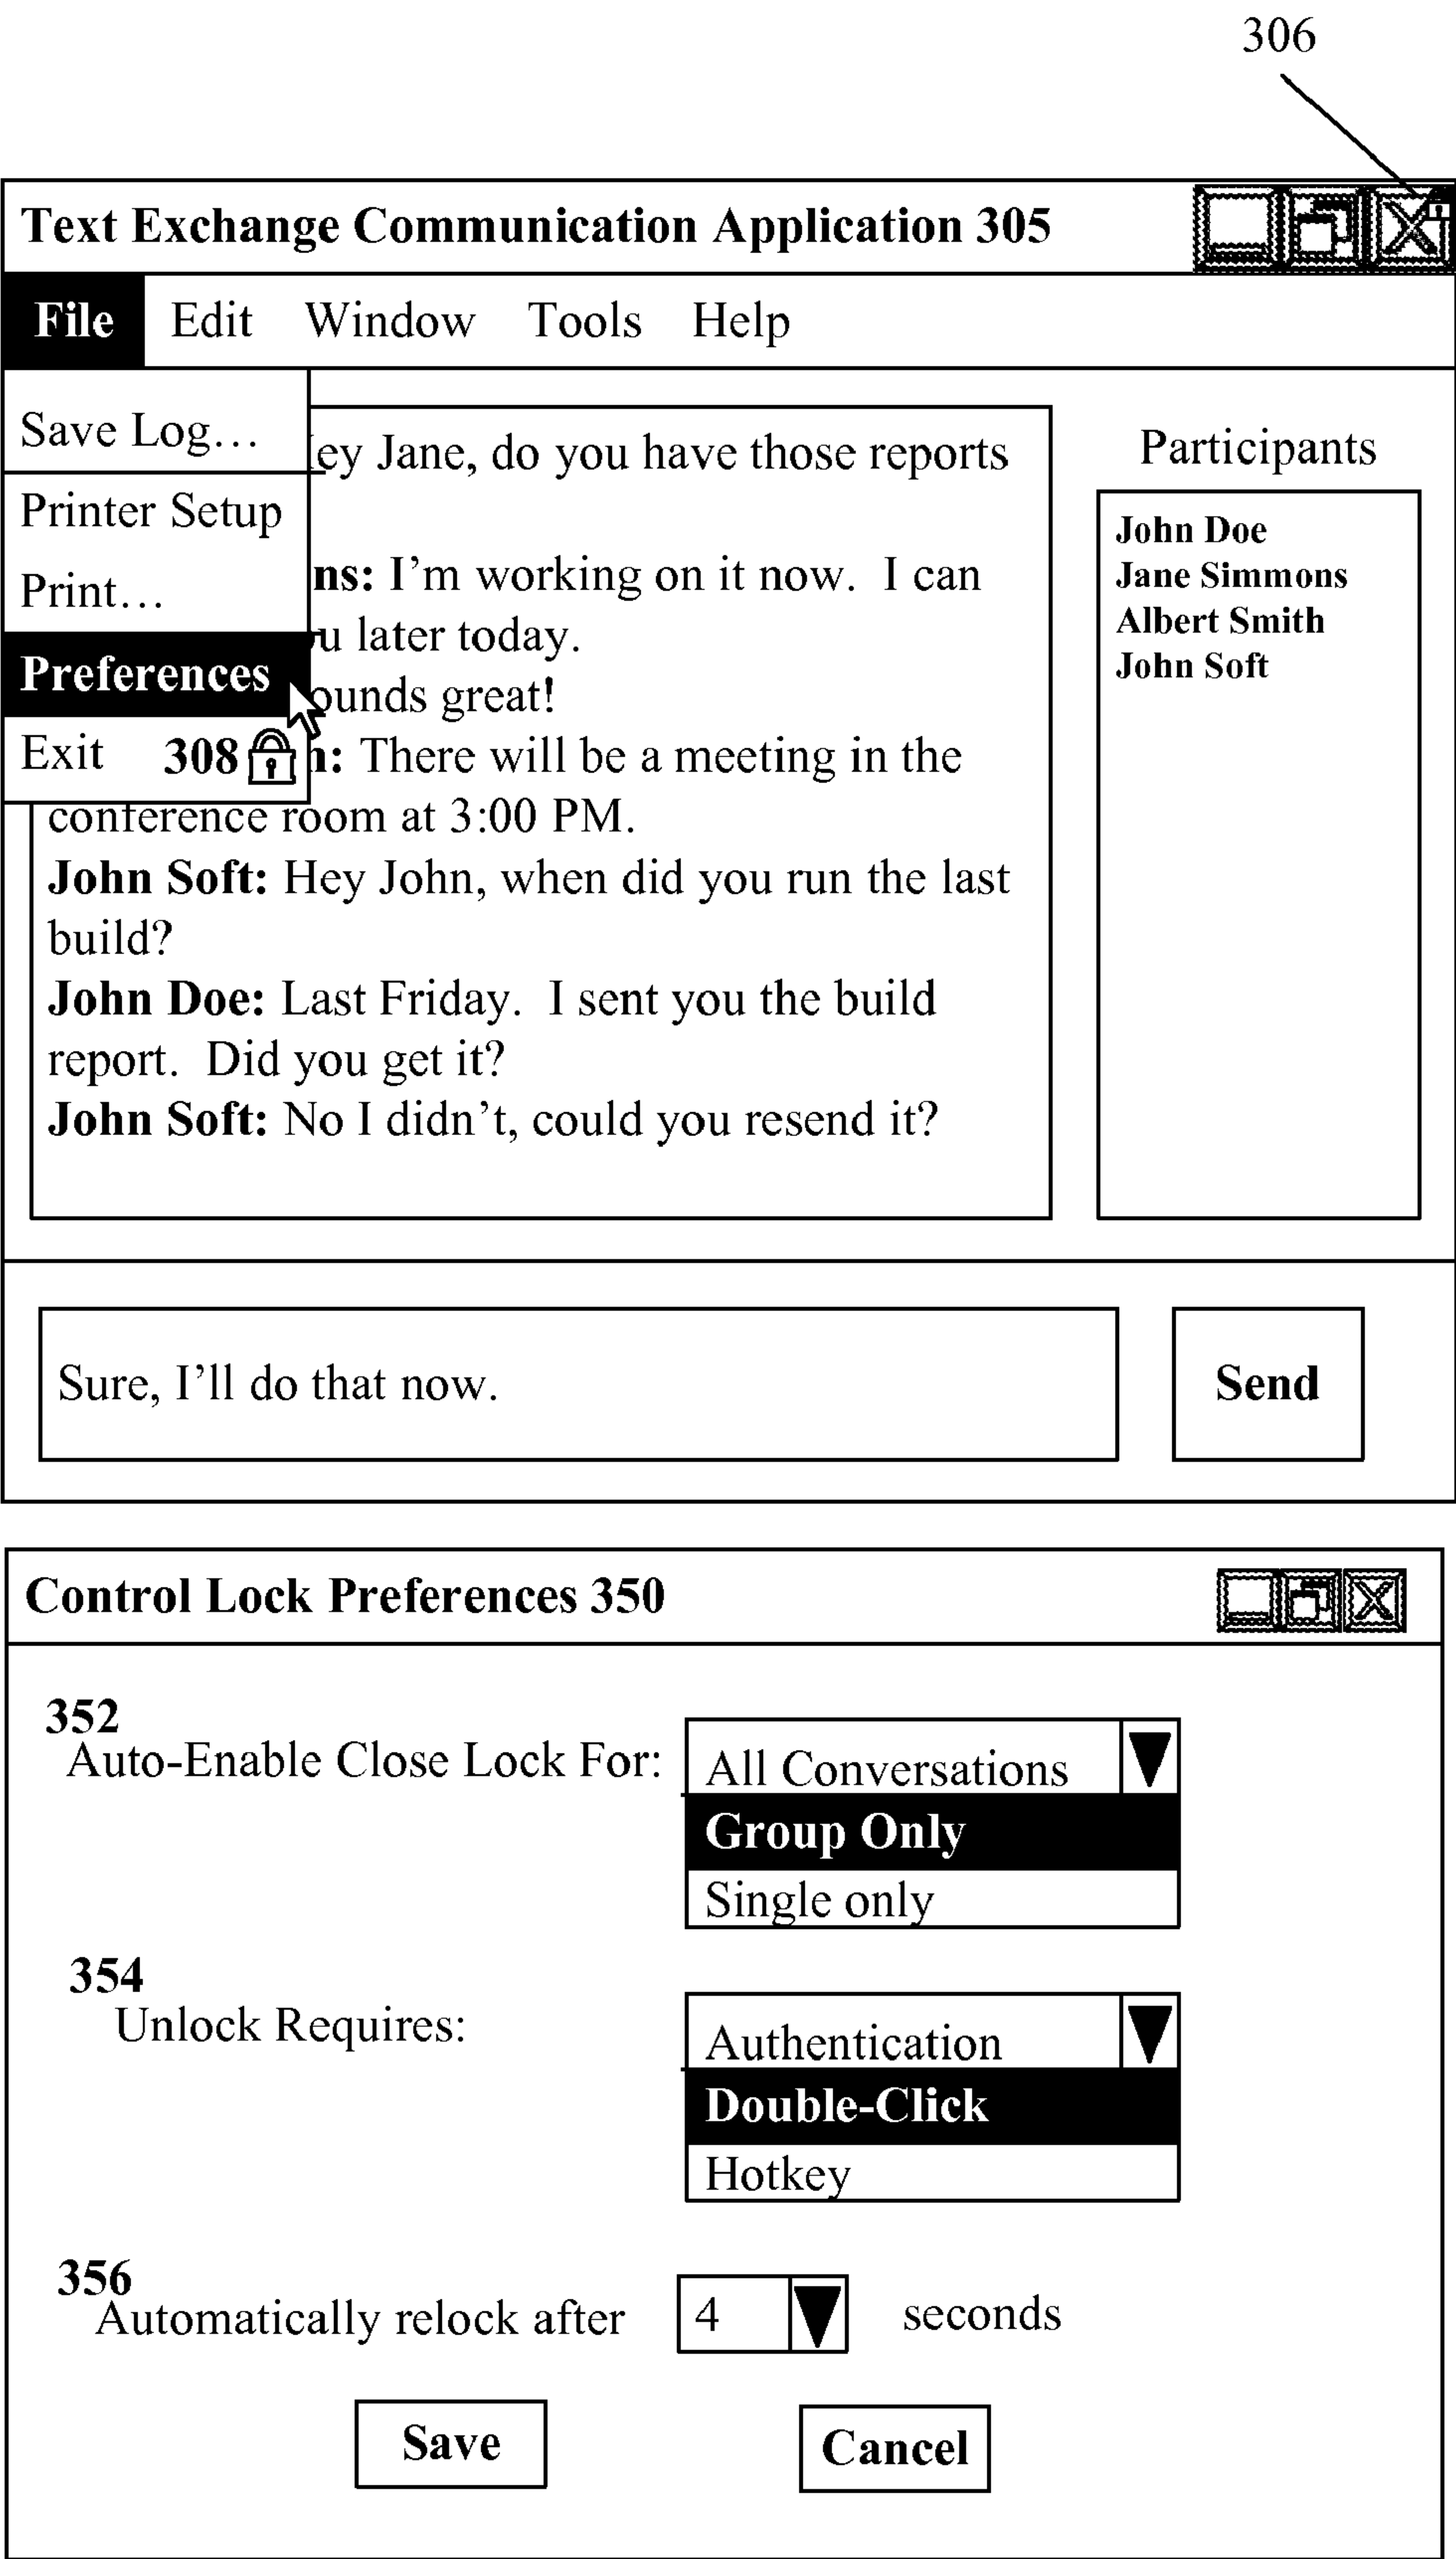 306
Text Exchange Communication Application 305
File Edit Window Tools Help
Save Log...
Printer Setup
Print...
Preferences
Exit 308
ey Jane, do you have those reports
ns: I'm working on it now. I can
u later today.
ounds great!
: There will be a meeting in the
conference room at 3:00 PM.
John Soft: Hey John, when did you run the last
build?
John Doe: Last Friday. I sent you the build
report. Did you get it?
John Soft: No I didn't, could you resend it?
Participants
John Doe
Jane Simmons
Albert Smith
John Soft
Sure, I'll do that now.
Send
Control Lock Preferences 350
352
Auto-Enable Close Lock For:
All Conversations
Group Only
Single only
354
Unlock Requires:
Authentication
Double-Click
Hotkey
356
Automatically relock after 4 seconds
Save Cancel